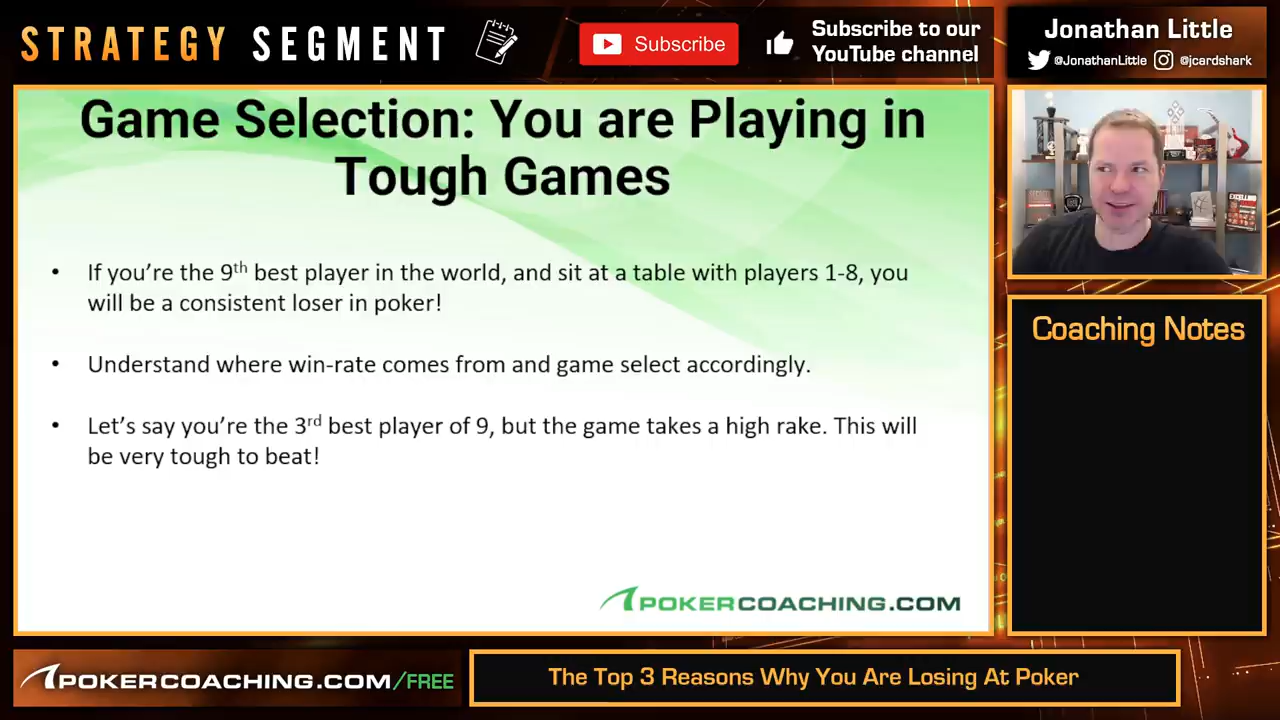 STRATEGY SEGMENT
Subscribe
Subscribe to our
YouTube channel
Jonathan Little
@JonathanLittle @jcardshark
Game Selection: You are Playing in
Tough Games
• If you're the 9th best player in the world, and sit at a table with players 1-8, you
will be a consistent loser in poker!
• Understand where win-rate comes from and game select accordingly.
• Let's say you're the 3rd best player of 9, but the game takes a high rake. This will
be very tough to beat!
POKERCOACHING.COM
Coaching Notes
POKERCOACHING.COM/FREE
The Top 3 Reasons Why You Are Losing At Poker